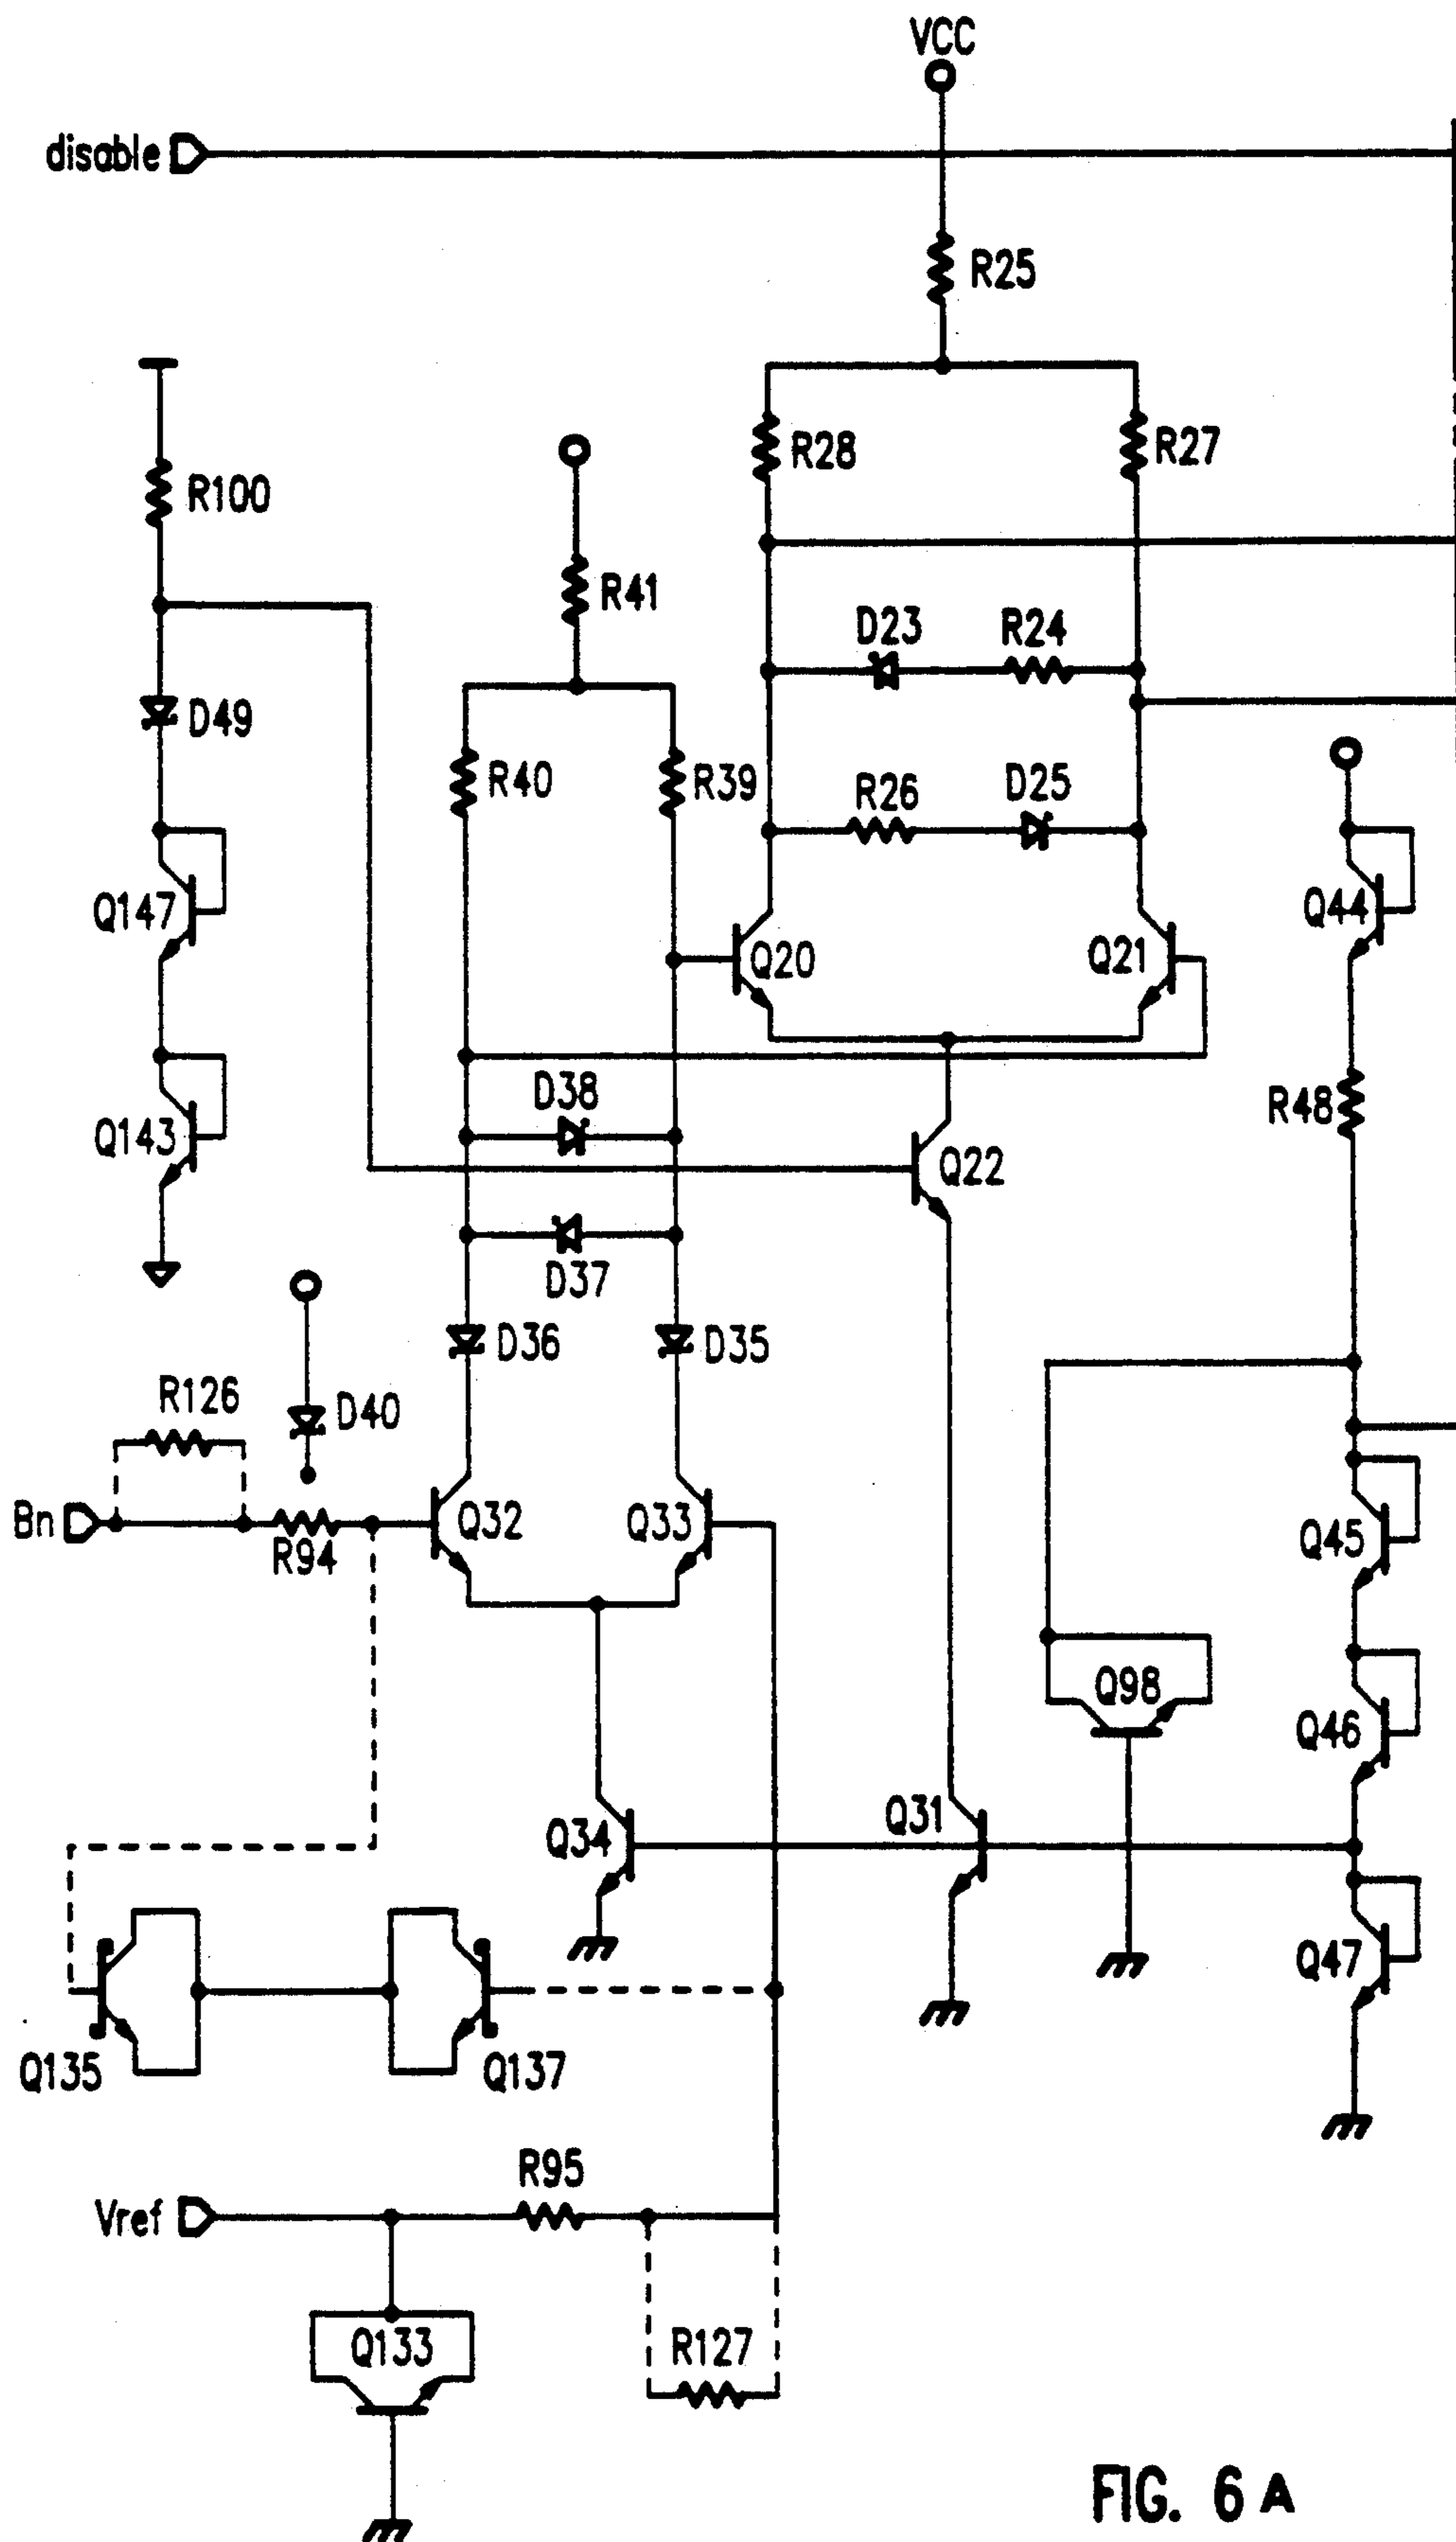 VCC
disable
R25
R28
R27
R100
R41
D23
R24
D49
R40
R39
R26
D25
Q147
Q20
Q21
Q44
D38
R48
Q143
Q22
D37
D36
D35
R126
D40
Bn
R94
Q32
Q33
Q45
Q98
Q46
Q34
Q31
Q47
Q135
Q137
R95
Vref
Q133
R127
FIG. 6A